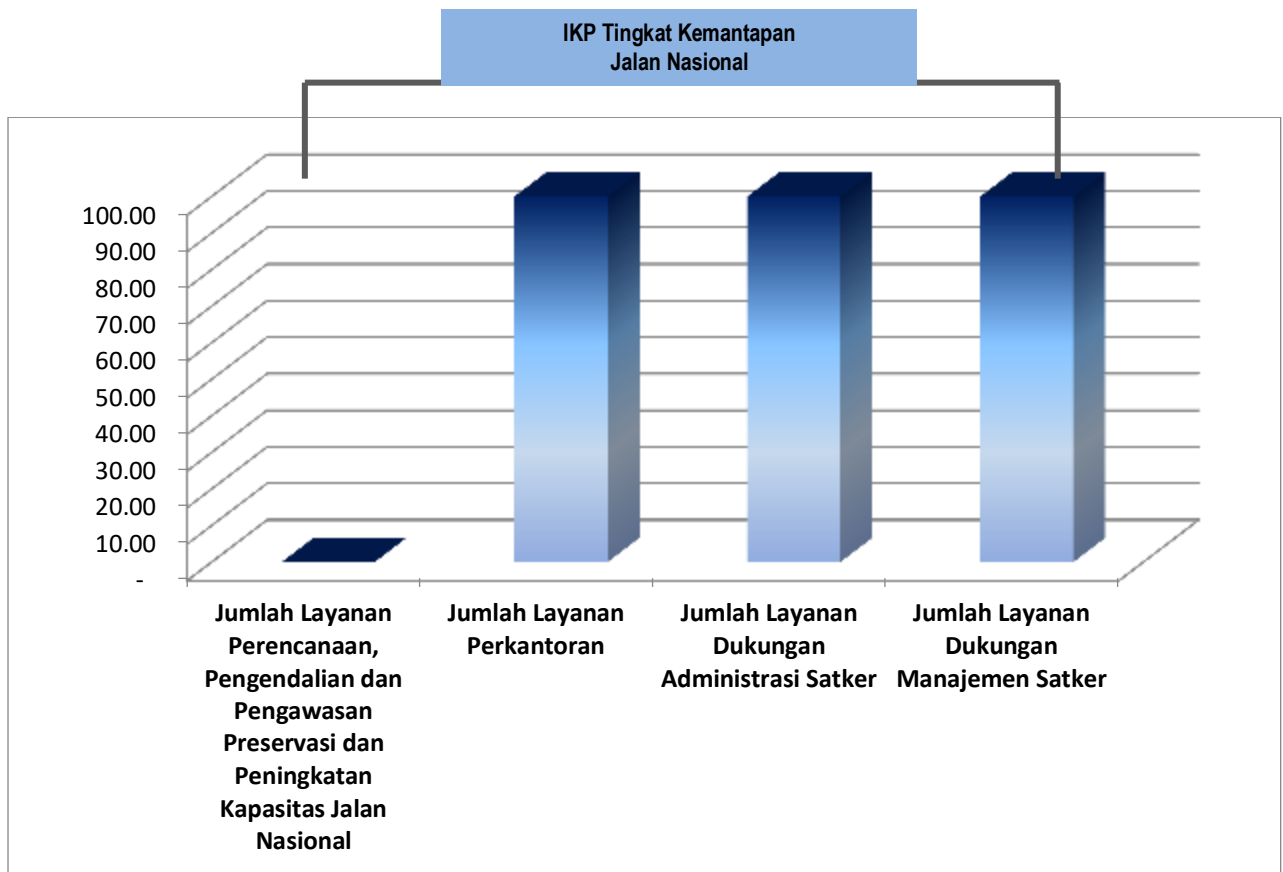 IKP Tingkat Kemantapan
Jalan Nasional
100.00
90.00
80.00
70.00
60.00
50.00
40.00
30.00
20.00
10.00
-
Jumlah Layanan
Perencanaan,
Pengendalian dan
Pengawasan
Preservasi dan
Peningkatan
Kapasitas Jalan
Nasional
Jumlah Layanan
Perkantoran
Jumlah Layanan
Dukungan
Administrasi Satker
Jumlah Layanan
Dukungan
Manajemen Satker